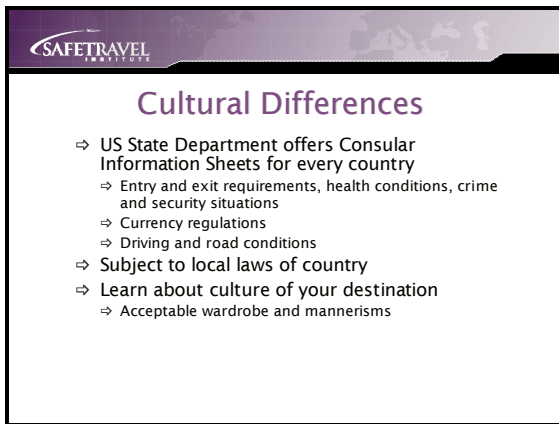 SAFETRAVEL
INSTITUTE
Cultural Differences
⇨ US State Department offers Consular
Information Sheets for every country
⇨ Entry and exit requirements, health conditions, crime
and security situations
⇨ Currency regulations
⇨ Driving and road conditions
⇨ Subject to local laws of country
⇨ Learn about culture of your destination
⇨ Acceptable wardrobe and mannerisms